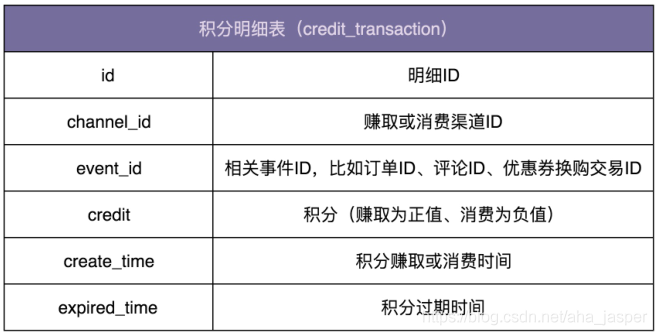 积分明细表（credit_transaction）
id 明细ID
channel_id 赚取或消费渠道ID
event_id 相关事件ID，比如订单ID、评论ID、优惠券换购交易ID
credit 积分（赚取为正值、消费为负值）
create_time 积分赚取或消费时间
expired_time 积分过期时间
https://blog.csdn.net/aha_jasper